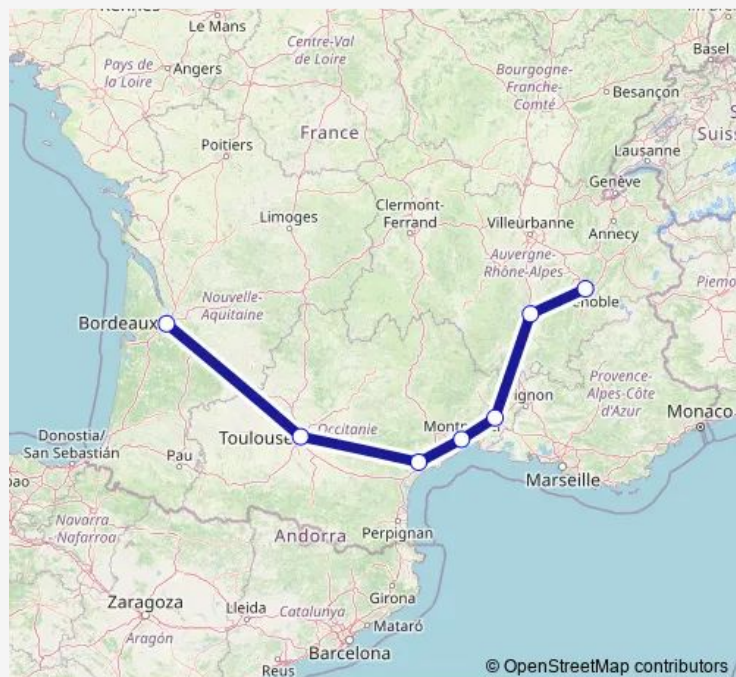 Le Mans
Pays de
la Loire
Angers
Centre-Val
de Loire
Bourgogne-
Franche-
Comté
Basel
Besançon
Poitiers
France
Lausanne
Genève
Limoges
Clermont-
Ferrand
Villeurbanne
Annecy
Auvergne-
Rhône-Alpes
Nouvelle-
Aquitaine
Bordeaux
enoble
Provence-
Alpes-Côte
d'Azur
Monaco
Occitanie
Toulouse
Montp
ignon
Marseille
Donostia/
San Sebastián
Pau
Navarra
- Nafarroa
Andorra
Perpignan
Girona
Zaragoza
Lleida
Catalunya
Mataró
Aragón
Barcelona
Reus
© OpenStreetMap contributors